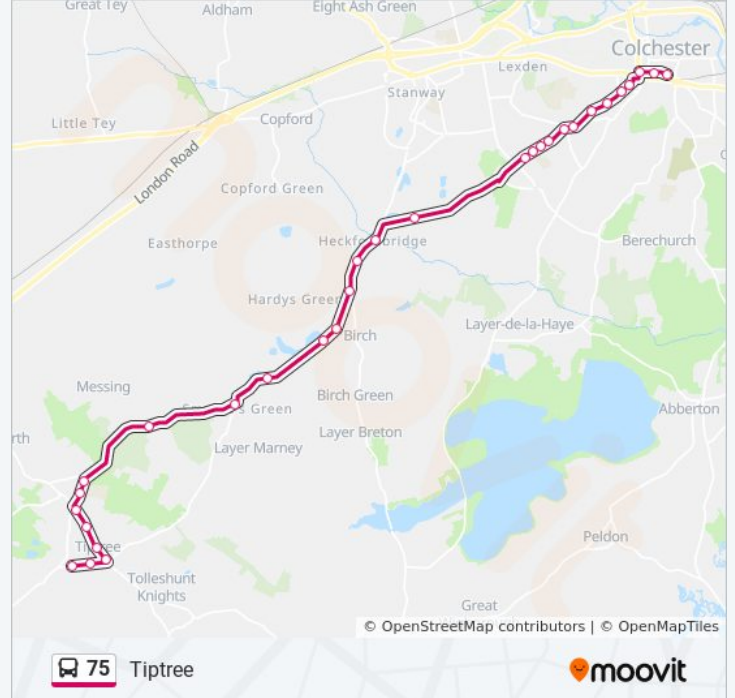 Great Tey
Aldham
Eight Ash Green
Colchester
Lexden
Stanway
Little Tey
Copford
London Road
Copford Green
Easthorpe
Berechurch
Hardys Green
Layer-de-la-Haye
Birch
Messing
Birch Green
Abberton
Layer Breton
Layer Marney
Peldon
Tiptree
Tolleshunt
Knights
Great
© OpenStreetMap contributors | © OpenMapTiles
75 Tiptree
moovit